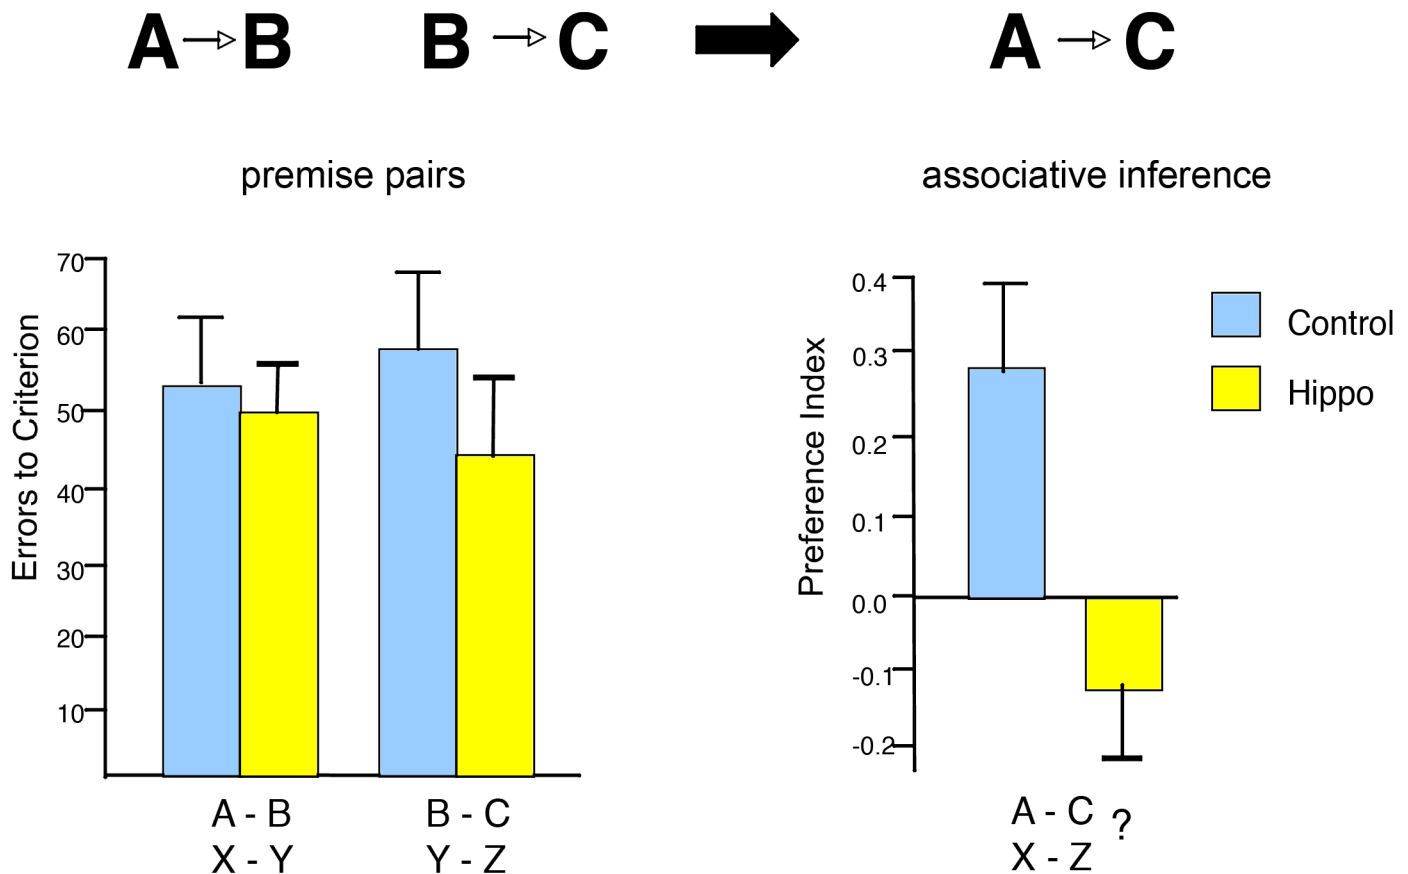 A B B C A C
premise pairs
associative inference
Errors to Criterion
70
60
50
40
30
20
10
A - B
X - Y
B - C
Y - Z
Preference Index
0.4
0.3
0.2
0.1
0.0
-0.1
-0.2
A - C ?
X - Z
Control
Hippo